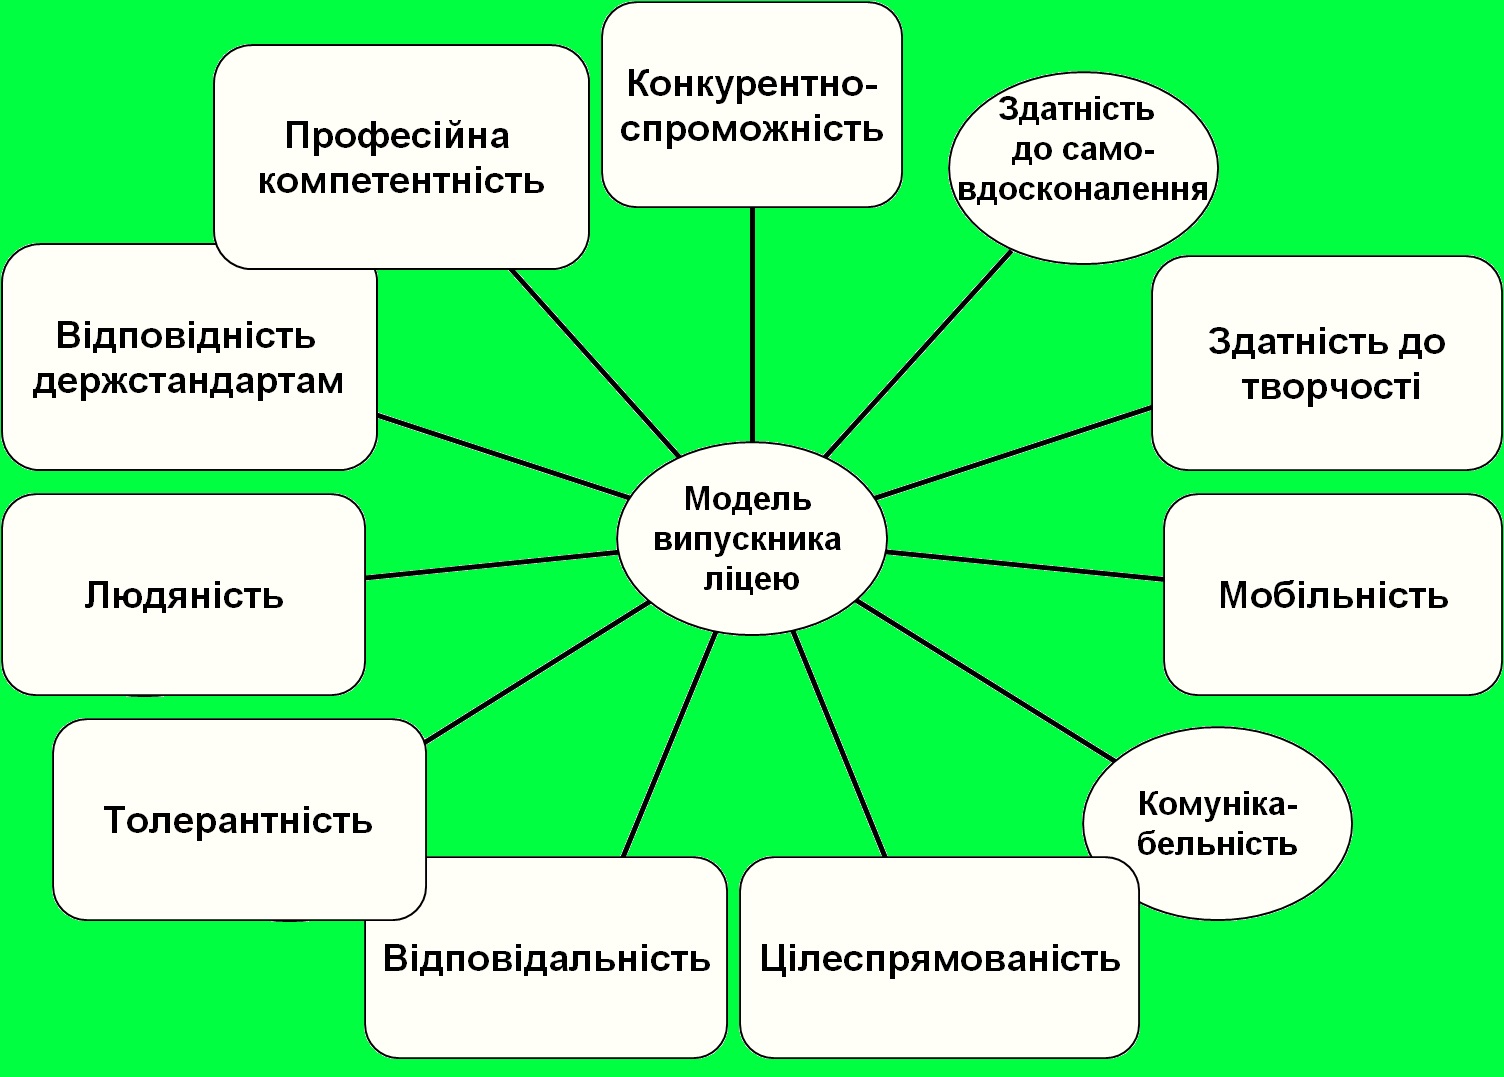 Конкурентно-
спроможність
Здатність
до само-
вдосконалення
Професійна
компетентність
Відповідність
держстандартам
Здатність до
творчості
Модель
випускника
ліцею
Людяність
Мобільність
Толерантність
Комуніка-
бельність
Відповідальність
Цілеспрямованість